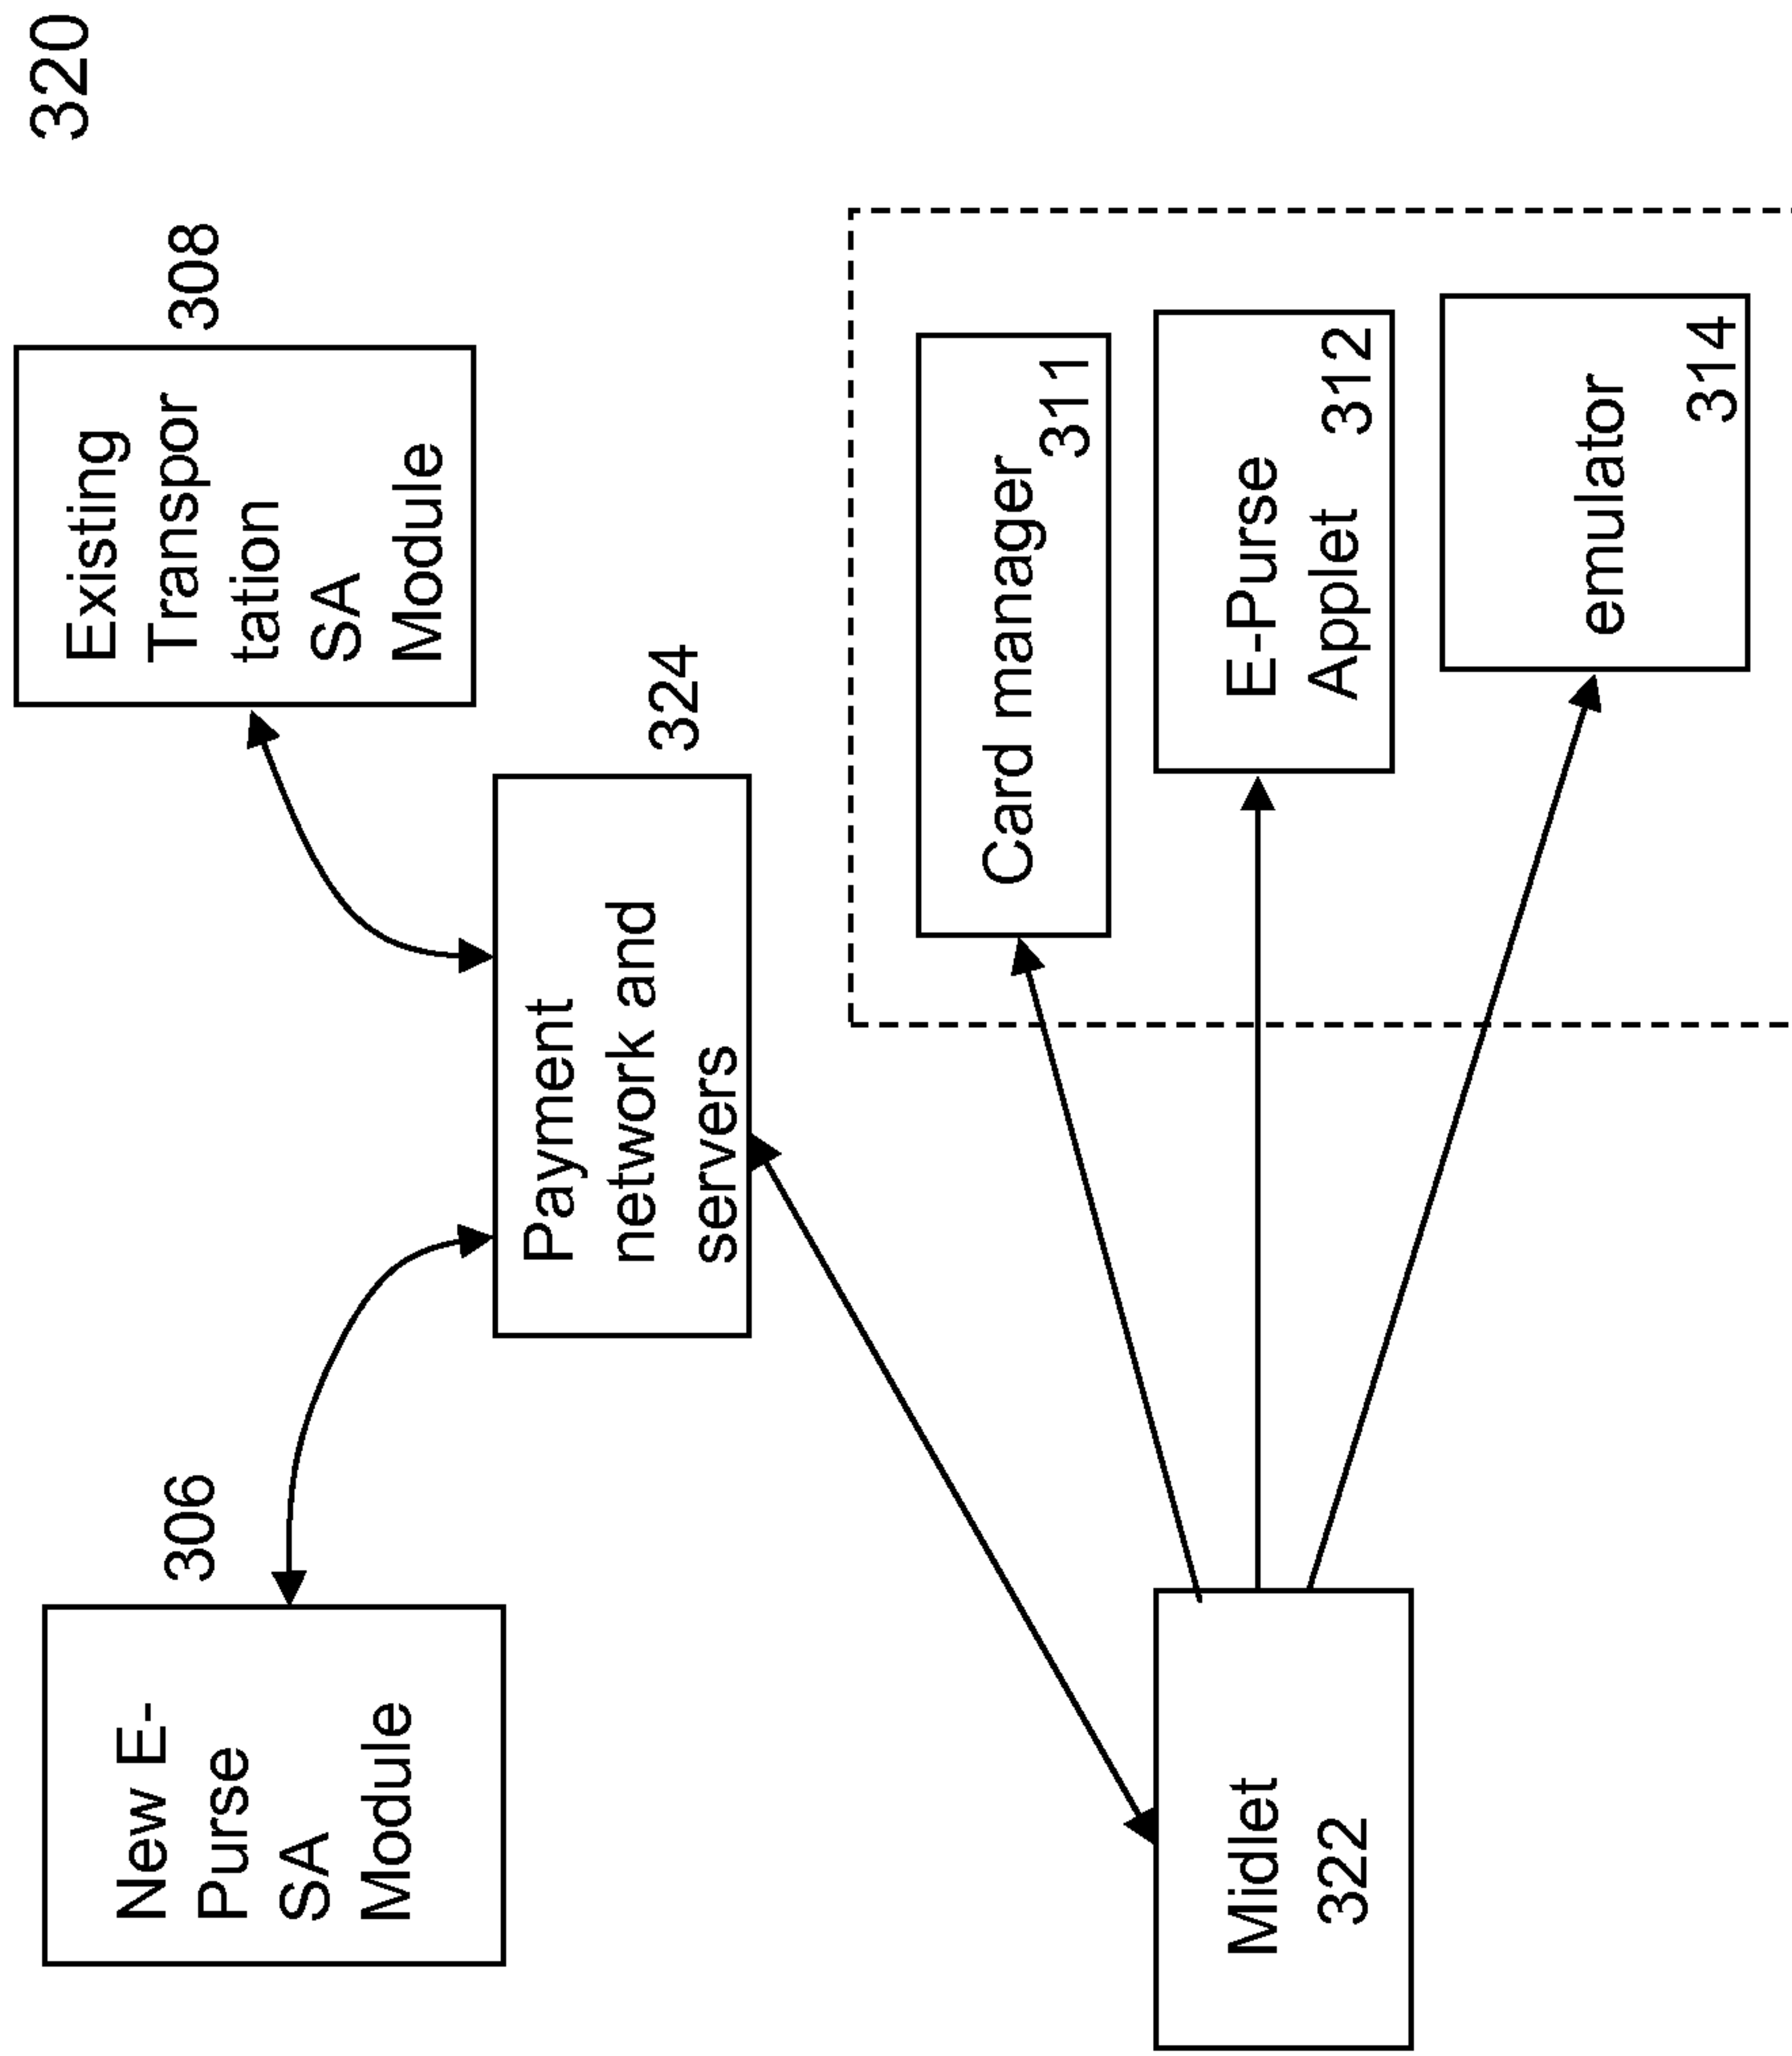 320
New E-
Purse
SA
Module
306
Existing
Transpor
tation
SA
Module
308
Payment
network and
servers
324
Midlet
322
Card manager
311
E-Purse
Applet 312
emulator
314